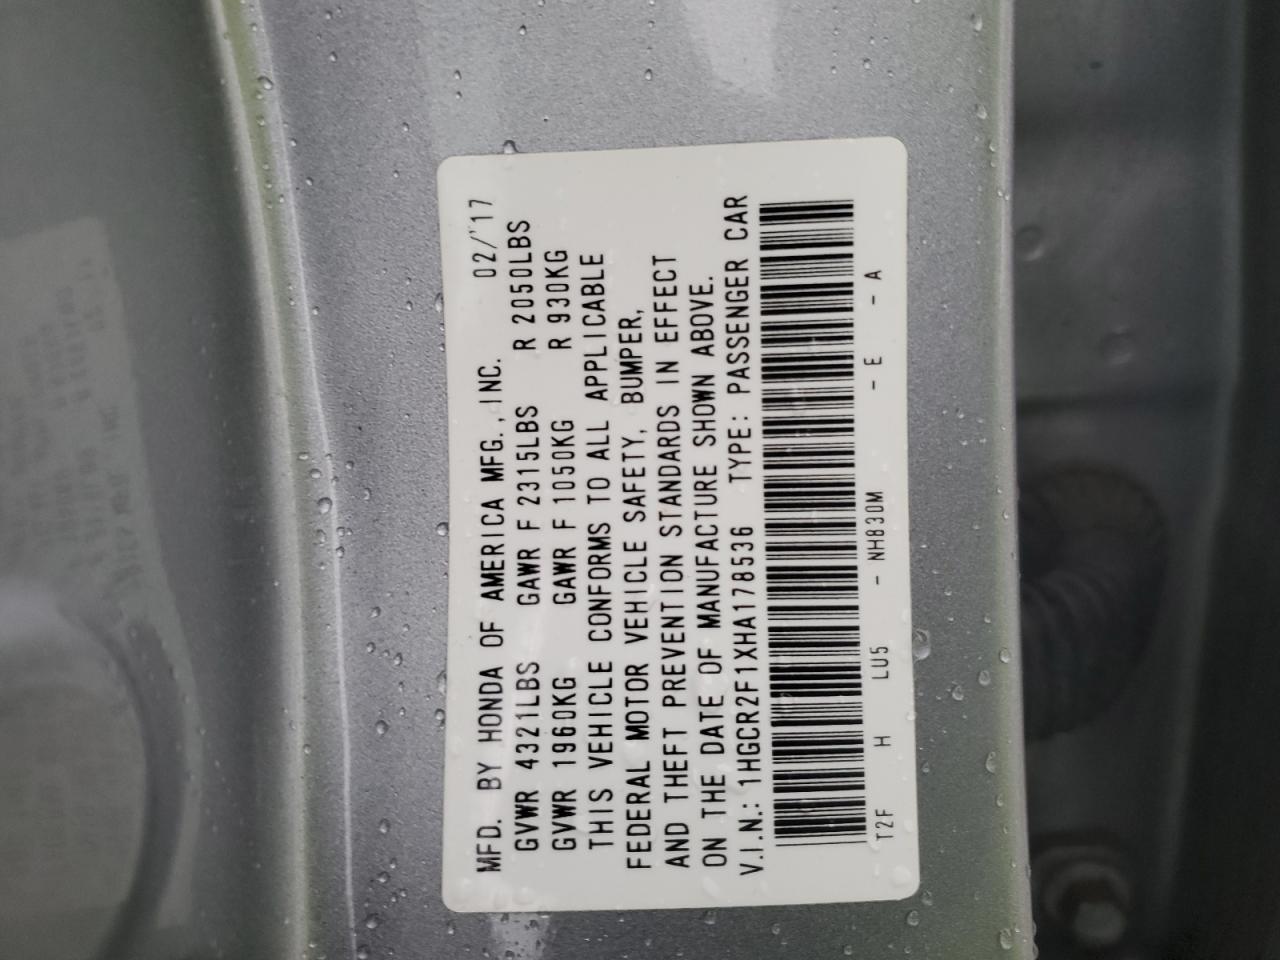 MFD. BY HONDA OF AMERICA MFG., INC. 02/'17
GVWR 4321LBS GAWR F 2315LBS R 2050LBS
GVWR 1960KG GAWR F 1050KG R 930KG
THIS VEHICLE CONFORMS TO ALL APPLICABLE
FEDERAL MOTOR VEHICLE SAFETY, BUMPER,
AND THEFT PREVENTION STANDARDS IN EFFECT
ON THE DATE OF MANUFACTURE SHOWN ABOVE.
V.I.N.: 1HGCR2F1XHA178536 TYPE: PASSENGER CAR
T2F H LU5 - NH830M - E - A